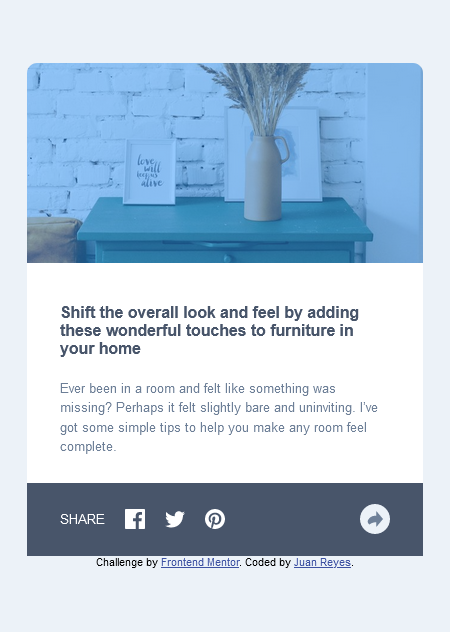 love
will
keep us
alive
Shift the overall look and feel by adding
these wonderful touches to furniture in
your home
Ever been in a room and felt like something was
missing? Perhaps it felt slightly bare and uninviting. I've
got some simple tips to help you make any room feel
complete.
SHARE
Challenge by Frontend Mentor. Coded by Juan Reyes.